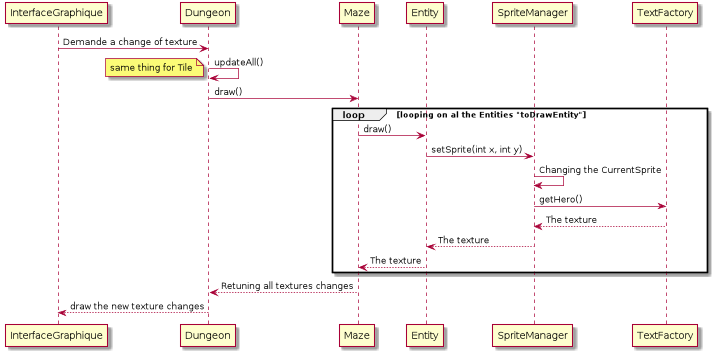 InterfaceGraphique Dungeon Maze Entity SpriteManager TextFactory
Demande a change of texture
same thing for Tile
updateAll()
draw()
loop [looping on al the Entities "toDrawEntity"]
draw()
setSprite(int x, int y)
Changing the CurrentSprite
getHero()
The texture
The texture
The texture
Retuning all textures changes
draw the new texture changes
InterfaceGraphique Dungeon Maze Entity SpriteManager TextFactory